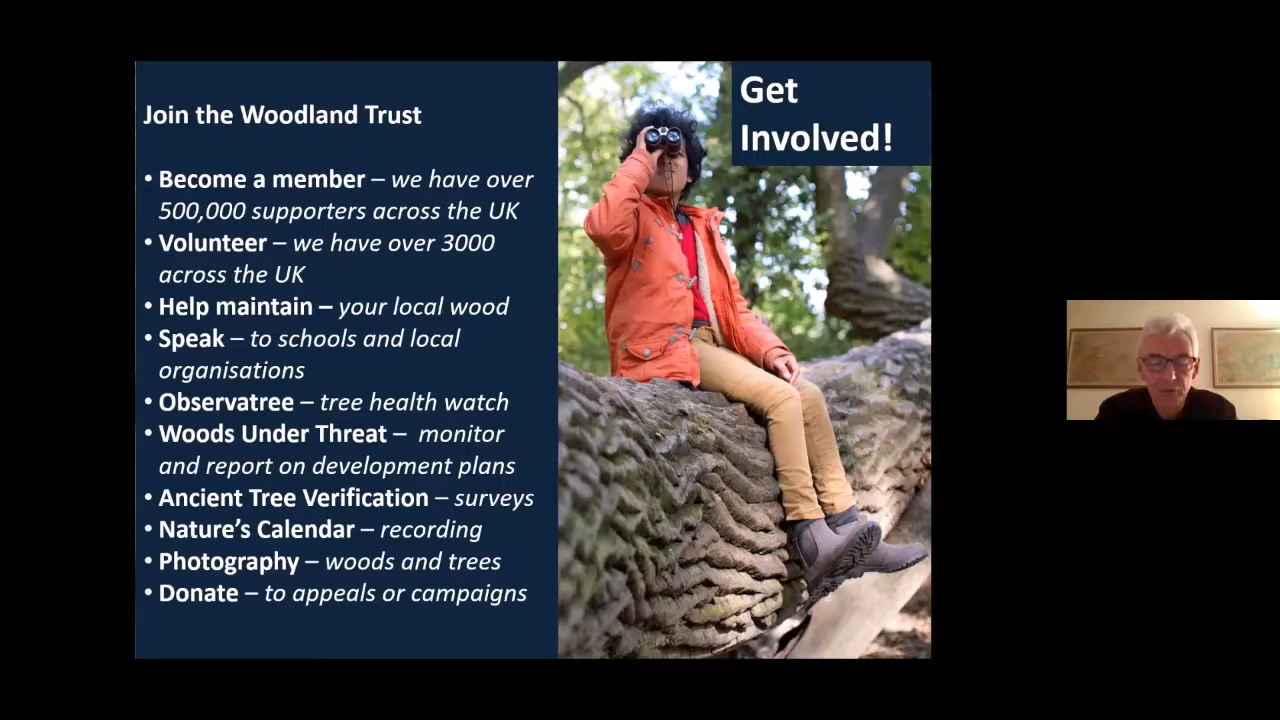 Join the Woodland Trust
• Become a member – we have over
500,000 supporters across the UK
• Volunteer – we have over 3000
across the UK
• Help maintain – your local wood
• Speak – to schools and local
organisations
• Observatree – tree health watch
• Woods Under Threat – monitor
and report on development plans
• Ancient Tree Verification – surveys
• Nature’s Calendar – recording
• Photography – woods and trees
• Donate – to appeals or campaigns
Get
Involved!